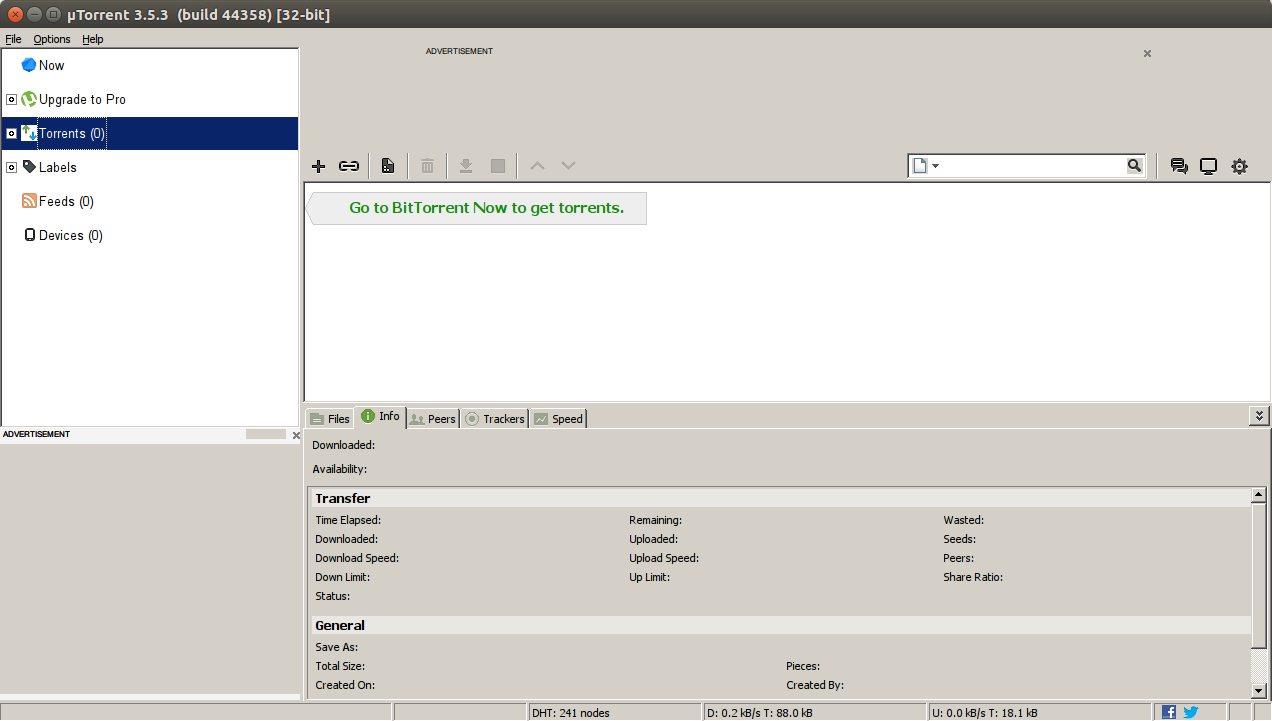 µTorrent 3.5.3 (build 44358) [32-bit]
File Options Help
ADVERTISEMENT
Now
Upgrade to Pro
Torrents (0)
Labels
Feeds (0)
Devices (0)
Go to BitTorrent Now to get torrents.
ADVERTISEMENT
Files Info Peers Trackers Speed
Downloaded:
Availability:
Transfer
Time Elapsed: Remaining: Wasted:
Downloaded: Uploaded: Seeds:
Download Speed: Upload Speed: Peers:
Down Limit: Up Limit: Share Ratio:
Status:
General
Save As:
Total Size: Pieces:
Created On: Created By:
DHT: 241 nodes D: 0.2 kB/s T: 88.0 kB U: 0.0 kB/s T: 18.1 kB